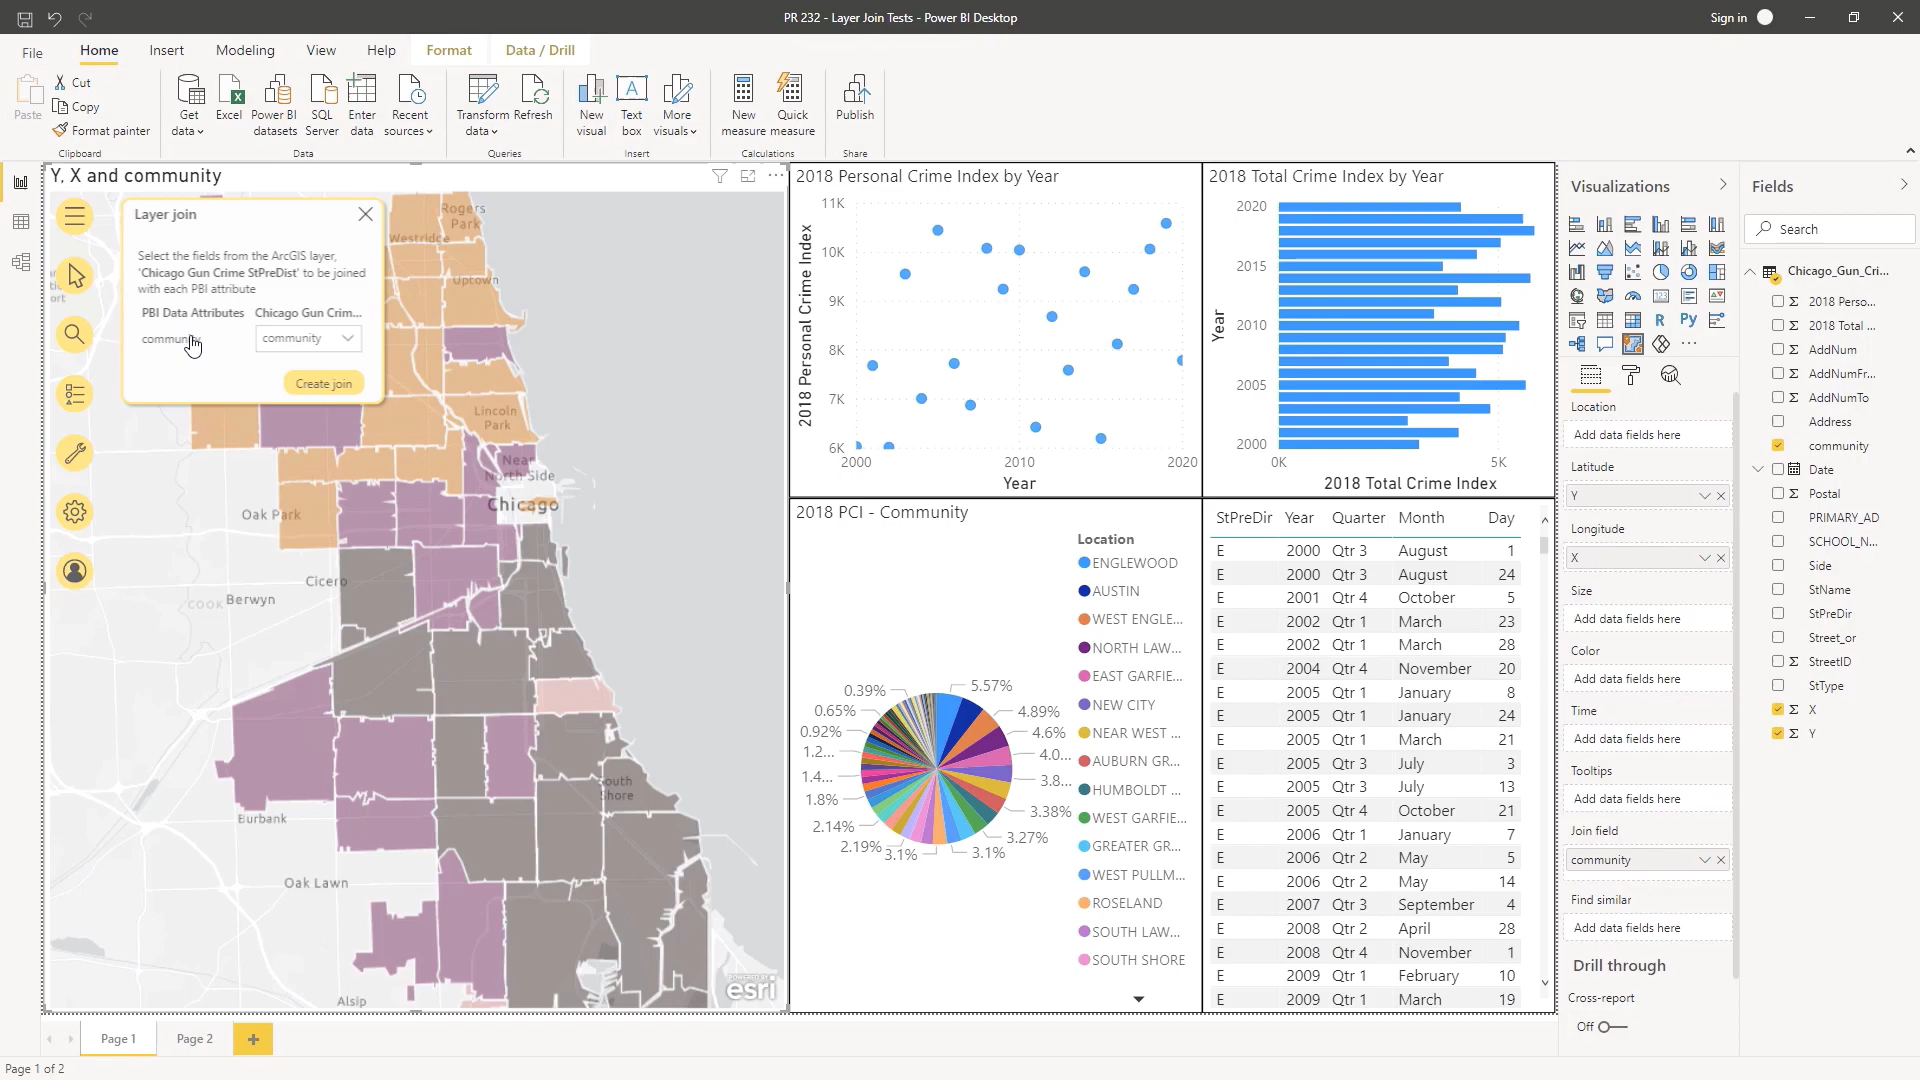 PR 232 - Layer Join Tests - Power BI Desktop
Sign in
File
Home
Insert
Modeling
View
Help
Format
Data / Drill
Paste
Cut
Copy
Format painter
Clipboard
Get data
Excel
Power BI datasets
SQL Server
Enter data
Recent sources
Data
Transform data
Refresh
Queries
New visual
Text box
More visuals
Insert
New measure
Quick measure
Calculations
Publish
Share
Y, X and community
Layer join
Select the fields from the ArcGIS layer,
'Chicago Gun Crime StPreDist' to be joined
with each PBI attribute
PBI Data Attributes
Chicago Gun Crim...
community
community
Create join
Rogers
Park
Westridge
Uptown
Lincoln
Park
Near
North Side
Chicago
Oak Park
Cicero
COOK
Berwyn
South
Shore
Burbank
Oak Lawn
Alsip
POWERED BY
esri
2018 Personal Crime Index by Year
2018 Personal Crime Index
11K
10K
9K
8K
7K
6K
2000
2010
2020
Year
2018 Total Crime Index by Year
Year
2020
2015
2010
2005
2000
0K
5K
2018 Total Crime Index
2018 PCI - Community
5.57%
4.89%
4.6%
4.0...
3.8...
3.38%
3.27%
3.1%
3.1%
2.19%
2.14%
1.8%
1.4...
1.2...
0.92%
0.65%
0.39%
Location
ENGLEWOOD
AUSTIN
WEST ENGLE...
NORTH LAW...
EAST GARFIE...
NEW CITY
NEAR WEST ...
AUBURN GR...
HUMBOLDT ...
WEST GARFIE...
GREATER GR...
WEST PULLM...
ROSELAND
SOUTH LAW...
SOUTH SHORE
StPreDir Year Quarter Month Day
E 2000 Qtr 3 August 1
E 2000 Qtr 3 August 24
E 2001 Qtr 4 October 5
E 2002 Qtr 1 March 23
E 2002 Qtr 1 March 28
E 2004 Qtr 4 November 20
E 2005 Qtr 1 January 8
E 2005 Qtr 1 January 24
E 2005 Qtr 1 March 21
E 2005 Qtr 3 July 3
E 2005 Qtr 3 July 13
E 2005 Qtr 4 October 21
E 2006 Qtr 1 January 7
E 2006 Qtr 2 May 5
E 2006 Qtr 2 May 14
E 2007 Qtr 3 September 4
E 2008 Qtr 2 April 28
E 2008 Qtr 4 November 1
E 2009 Qtr 1 February 10
E 2009 Qtr 1 March 19
Visualizations
R
Py
Location
Add data fields here
Latitude
Y
Longitude
X
Size
Add data fields here
Color
Add data fields here
Time
Add data fields here
Tooltips
Add data fields here
Join field
community
Find similar
Add data fields here
Drill through
Cross-report
Off
Fields
Search
Chicago_Gun_Cri...
2018 Perso...
2018 Total ...
AddNum
AddNumFr...
AddNumTo
Address
community
Date
Postal
PRIMARY_AD
SCHOOL_N...
Side
StName
StPreDir
Street_or
StreetID
StType
X
Y
Page 1
Page 2
Page 1 of 2